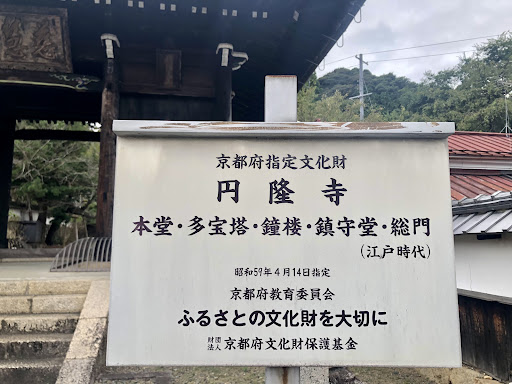 京都府指定文化財
円隆寺
本堂・多宝塔・鐘楼・鎮守堂・総門
(江戸時代)
昭和59年4月14日指定
京都府教育委員会
ふるさとの文化財を大切に
財団法人 京都府文化財保護基金